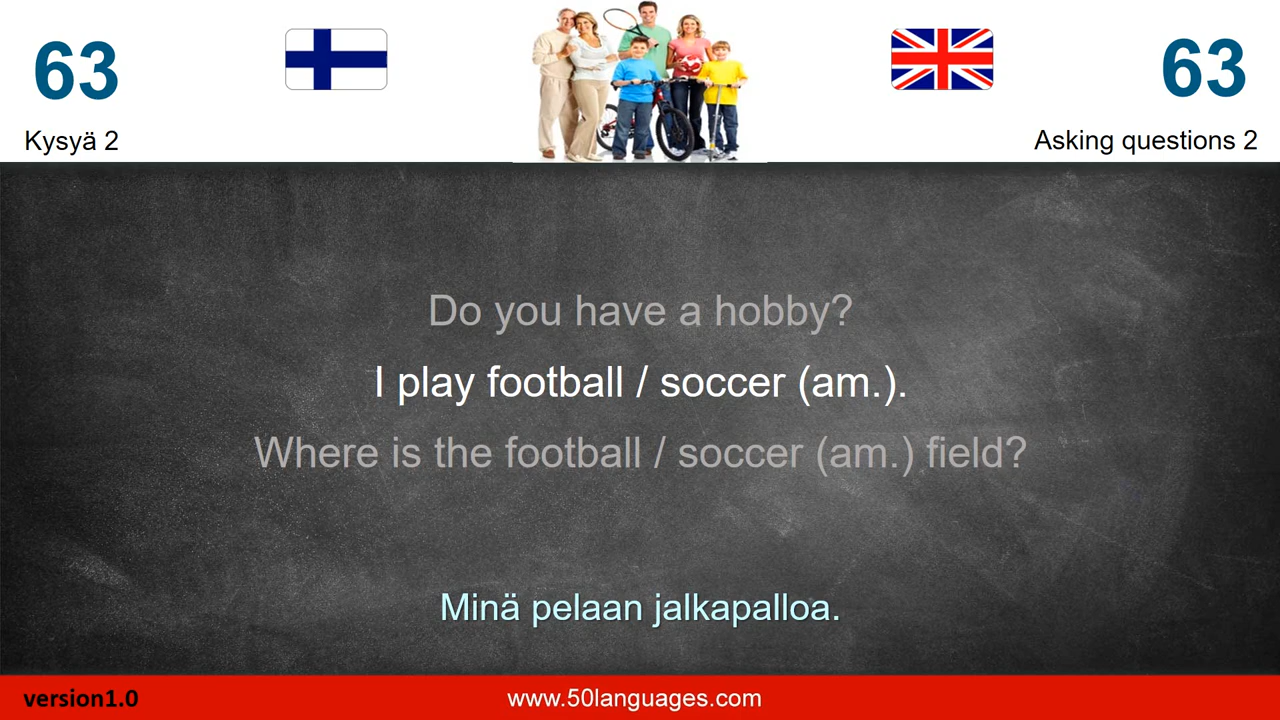 63
63
Kysyä 2
Asking questions 2
Do you have a hobby?
I play football / soccer (am.).
Where is the football / soccer (am.) field?
Minä pelaan jalkapalloa.
version1.0
www.50languages.com